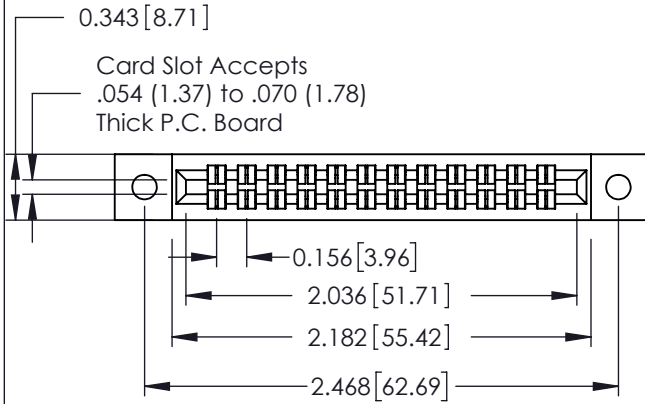 0.343[8.71]
Card Slot Accepts
.054 (1.37) to .070 (1.78)
Thick P.C. Board
0.156[3.96]
2.036[51.71]
2.182[55.42]
2.468[62.69]